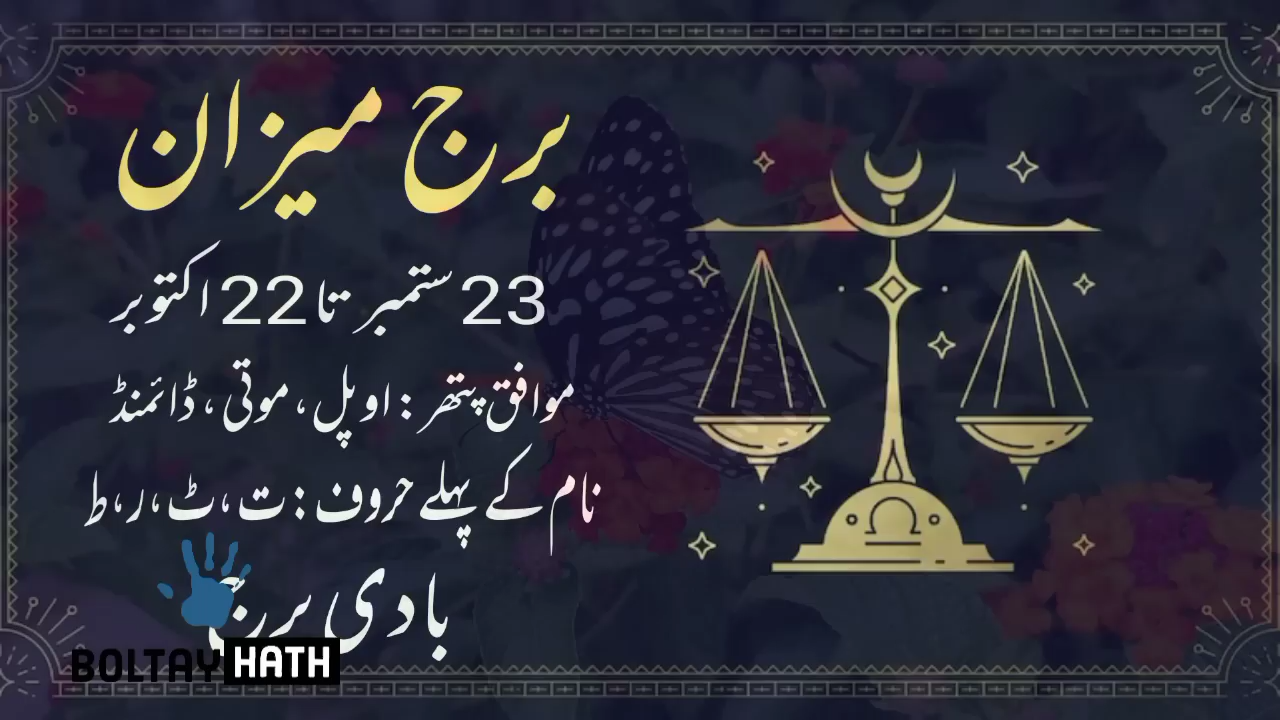 برج میزان
23 ستمبر تا 22 اکتوبر
موافق پتھر : اوپل، موتی، ڈائمنڈ
نام کے پہلے حروف : ت، ٹ، ر، ط
بادی برج
BOLTAY HATH